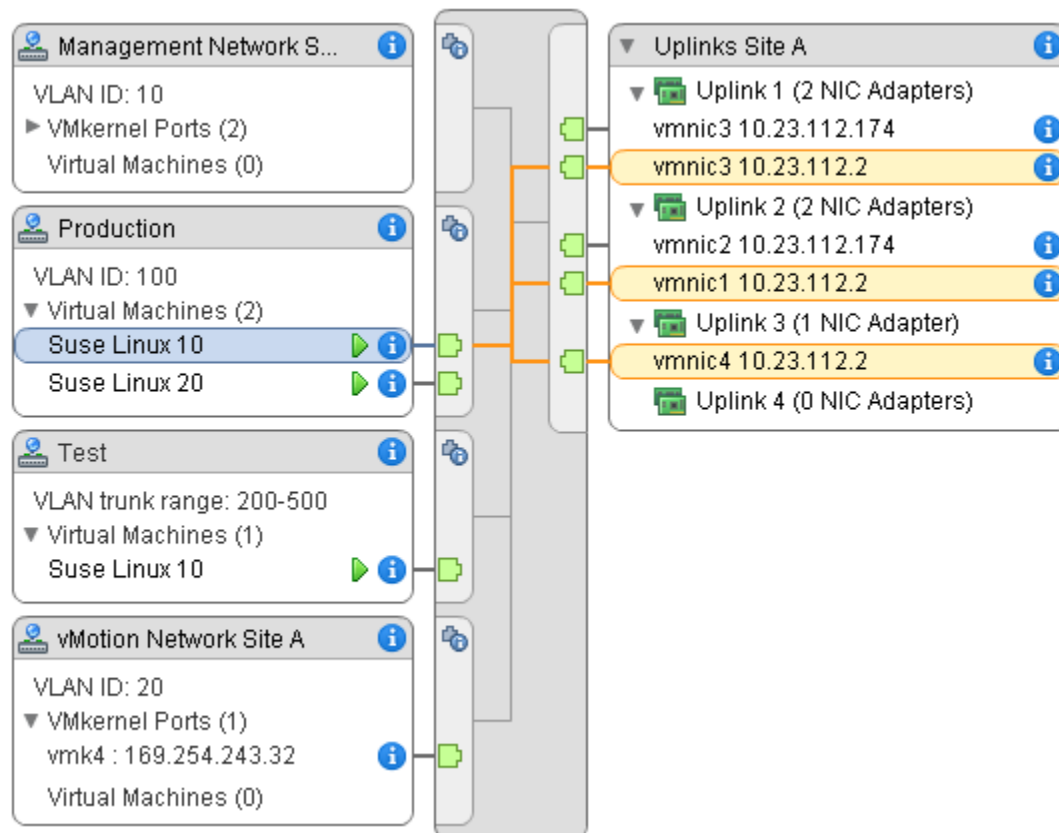 Management Network S...
VLAN ID: 10
VMkernel Ports (2)
Virtual Machines (0)
Production
VLAN ID: 100
Virtual Machines (2)
Suse Linux 10
Suse Linux 20
Test
VLAN trunk range: 200-500
Virtual Machines (1)
Suse Linux 10
vMotion Network Site A
VLAN ID: 20
VMkernel Ports (1)
vmk4 : 169.254.243.32
Virtual Machines (0)
Uplinks Site A
Uplink 1 (2 NIC Adapters)
vmnic3 10.23.112.174
vmnic3 10.23.112.2
Uplink 2 (2 NIC Adapters)
vmnic2 10.23.112.174
vmnic1 10.23.112.2
Uplink 3 (1 NIC Adapter)
vmnic4 10.23.112.2
Uplink 4 (0 NIC Adapters)